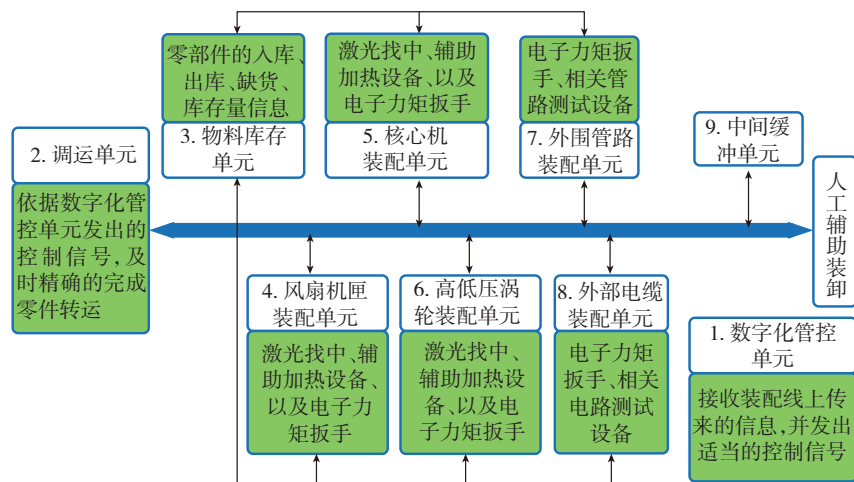 零部件的入库、
出库、缺货、
库存量信息
3. 物料库存
单元
激光找中、辅助
加热设备、以及
电子力矩扳手
5. 核心机
装配单元
电子力矩扳
手、相关管
路测试设备
7. 外围管路
装配单元
9. 中间缓
冲单元
2. 调运单元
依据数字化管
控单元发出的
控制信号,及
时精确的完成
零件转运
人工辅助装卸
4. 风扇机匣
装配单元
激光找中、辅
助加热设备、
以及电子力
矩扳手
6. 高低压涡
轮装配单元
激光找中、
辅助加热设
备、以及电
子力矩扳手
8. 外部电缆
装配单元
电子力矩
扳手、相关
电路测试
设备
1. 数字化管控
单元
接收装配线上传
来的信息,并发出
适当的控制信号